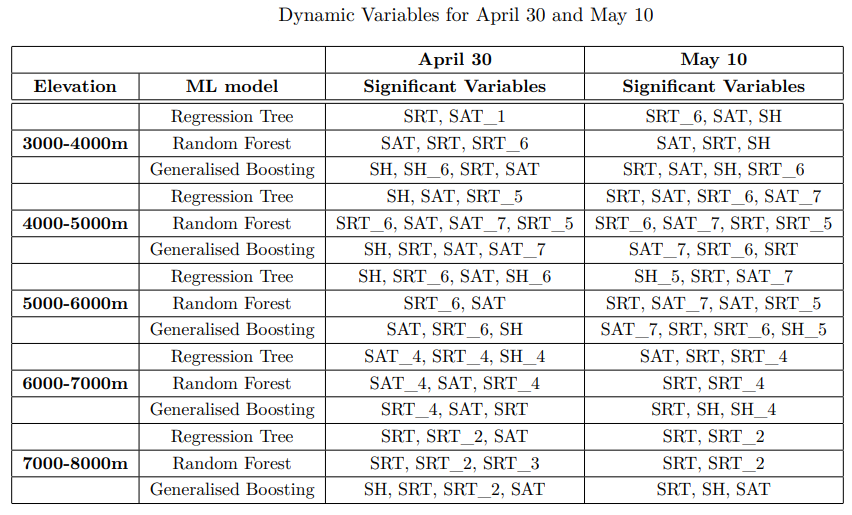 Dynamic Variables for April 30 and May 10
April 30 May 10
Elevation ML model Significant Variables Significant Variables
Regression Tree SRT, SAT_1 SRT_6, SAT, SH
3000-4000m Random Forest SAT, SRT, SRT_6 SAT, SRT, SH
Generalised Boosting SH, SH_6, SRT, SAT SRT, SAT, SH, SRT_6
Regression Tree SH, SAT, SRT_5 SRT, SAT, SRT_6, SAT_7
4000-5000m Random Forest SRT_6, SAT, SAT_7, SRT_5 SRT_6, SAT_7, SRT, SRT_5
Generalised Boosting SH, SRT, SAT, SAT_7 SAT_7, SRT_6, SRT
Regression Tree SH, SRT_6, SAT, SH_6 SH_5, SRT, SAT_7
5000-6000m Random Forest SRT_6, SAT SRT, SAT_7, SAT, SRT_5
Generalised Boosting SAT, SRT_6, SH SAT_7, SRT, SRT_6, SH_5
Regression Tree SAT_4, SRT_4, SH_4 SAT, SRT, SRT_4
6000-7000m Random Forest SAT_4, SAT, SRT_4 SRT, SRT_4
Generalised Boosting SRT_4, SAT, SRT SRT, SH, SH_4
Regression Tree SRT, SRT_2, SAT SRT, SRT_2
7000-8000m Random Forest SRT, SRT_2, SRT_3 SRT, SRT_2
Generalised Boosting SH, SRT, SRT_2, SAT SRT, SH, SAT